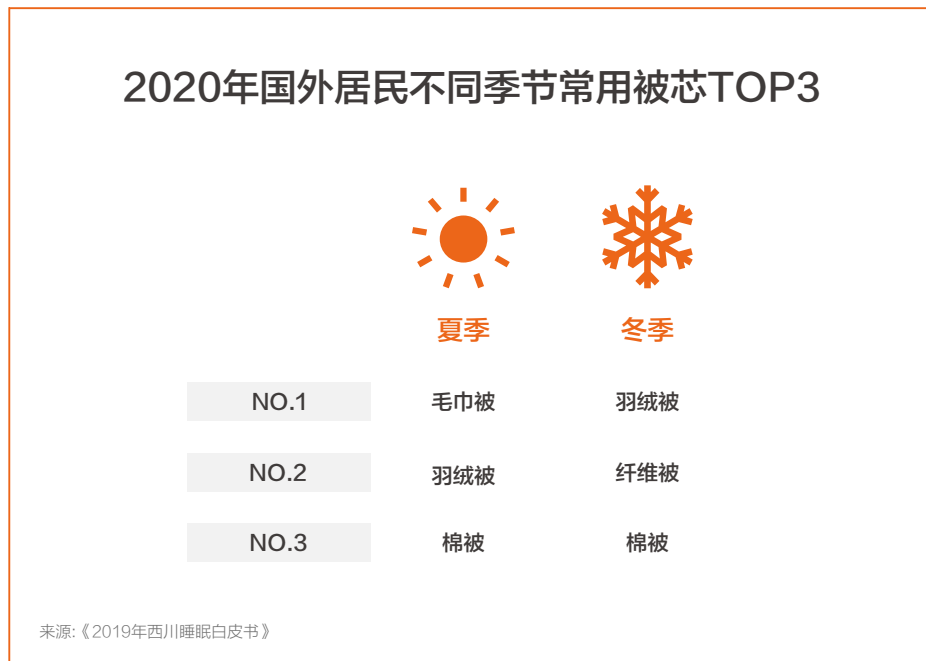 2020年国外居民不同季节常用被芯TOP3
夏季 冬季
NO.1 毛巾被 羽绒被
NO.2 羽绒被 纤维被
NO.3 棉被 棉被
来源:《2019年西川睡眠白皮书》